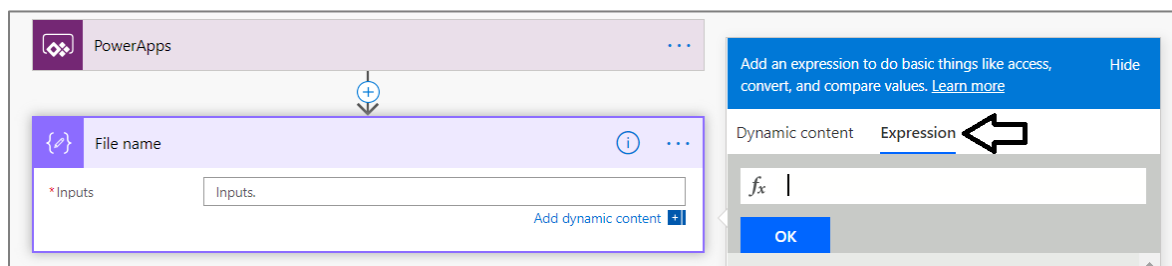 PowerApps
File name
*Inputs
Inputs.
Add dynamic content
Add an expression to do basic things like access,
convert, and compare values. Learn more
Hide
Dynamic content Expression
fx
OK